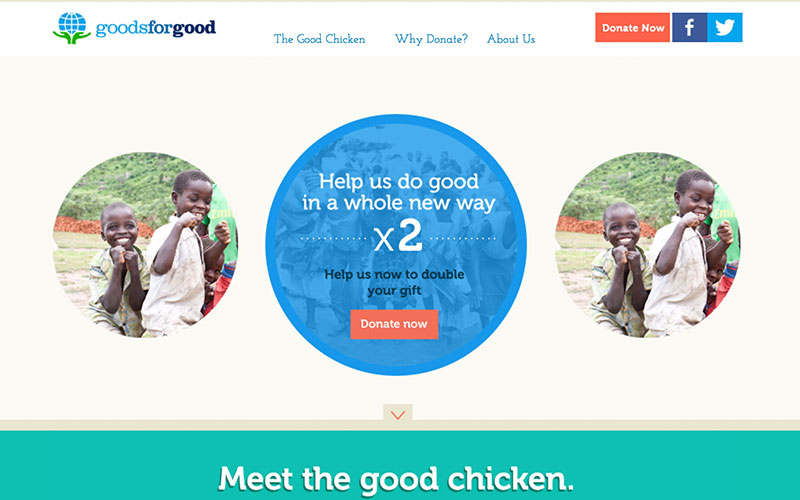 goodsforgood
The Good Chicken
Why Donate?
About Us
Donate Now
Help us do good
in a whole new way
x2
Help us now to double
your gift
Donate now
Meet the good chicken.